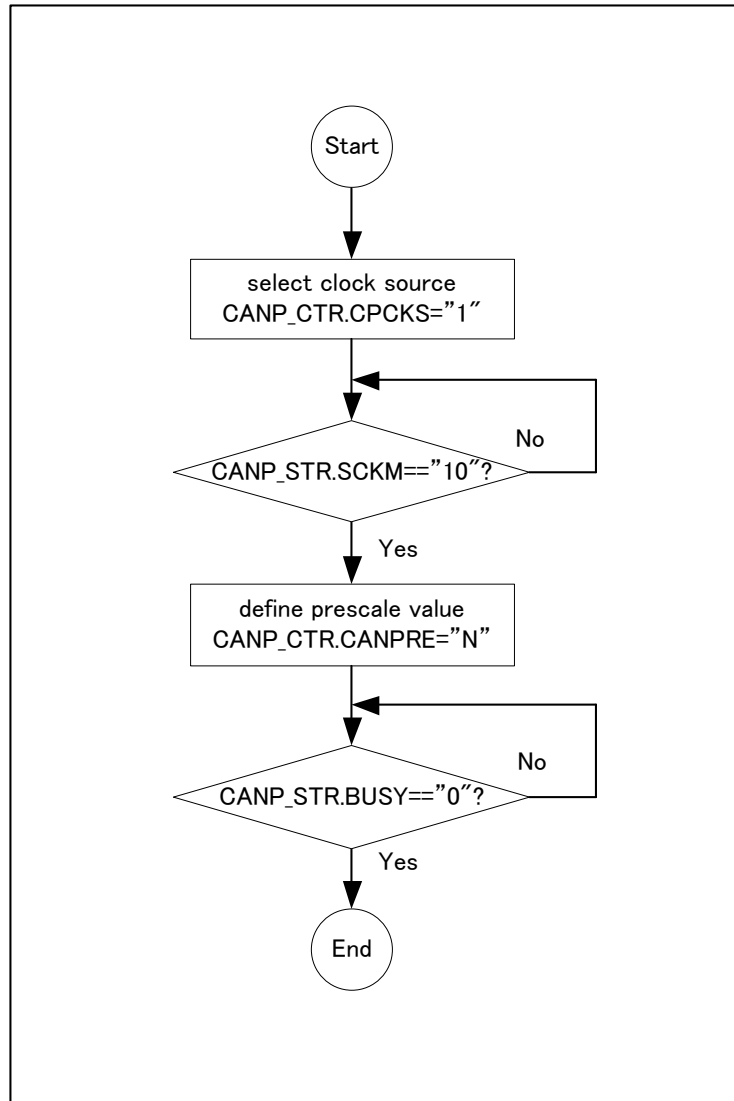 Start
select clock source
CANP_CTR.CPCKS=”1″
No
CANP_STR.SCKM==”10″?
Yes
define prescale value
CANP_CTR.CANPRE=”N”
No
CANP_STR.BUSY==”0″?
Yes
End